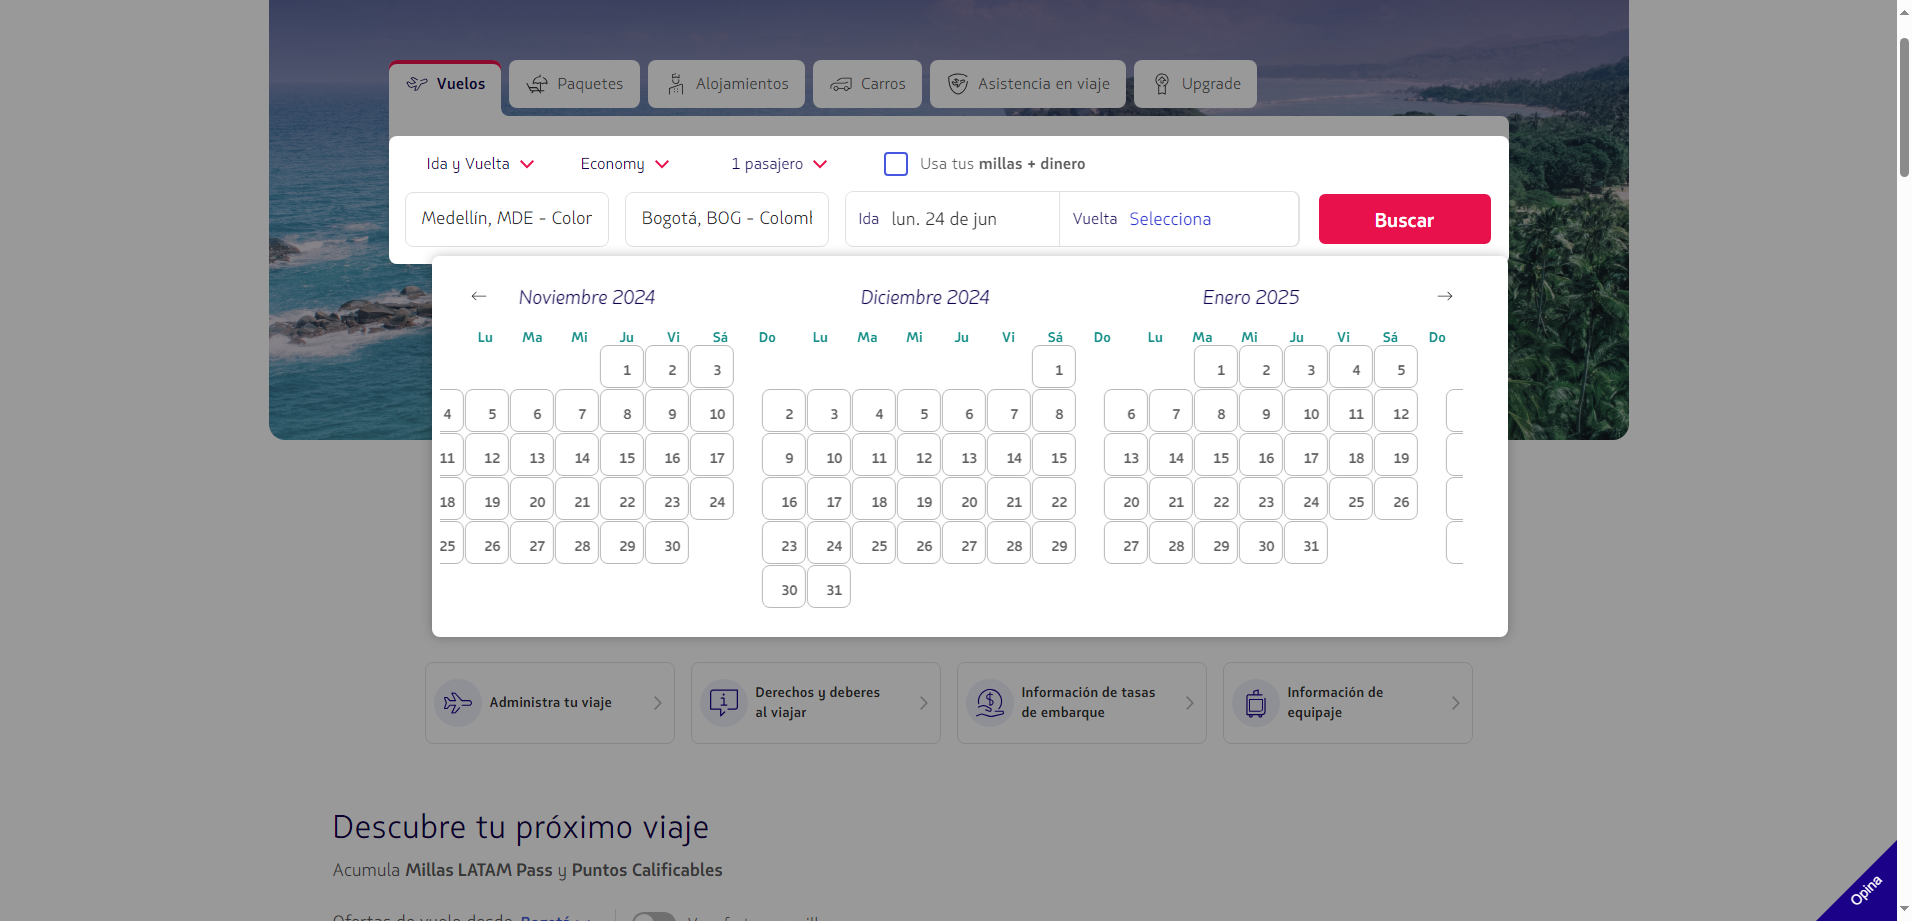 Vuelos Paquetes Alojamientos Carros Asistencia en viaje Upgrade
Ida y Vuelta Economy 1 pasajero Usa tus millas + dinero
Medellín, MDE - Color Bogotá, BOG - Colom Ida lun. 24 de jun Vuelta Selecciona Buscar
Noviembre 2024 Diciembre 2024 Enero 2025
Lu Ma Mi Ju Vi Sá Do Lu Ma Mi Ju Vi Sá Do Lu Ma Mi Ju Vi Sá Do
1 2 3 1 1 2 3 4 5
4 5 6 7 8 9 10 2 3 4 5 6 7 8 6 7 8 9 10 11 12
11 12 13 14 15 16 17 9 10 11 12 13 14 15 13 14 15 16 17 18 19
18 19 20 21 22 23 24 16 17 18 19 20 21 22 20 21 22 23 24 25 26
25 26 27 28 29 30 23 24 25 26 27 28 29 27 28 29 30 31
30 31
Administra tu viaje
Derechos y deberes
al viajar
Información de tasas
de embarque
Información de
equipaje
Descubre tu próximo viaje
Acumula Millas LATAM Pass y Puntos Calificables
Ofertas de vuelo desde Bogotá
Opina